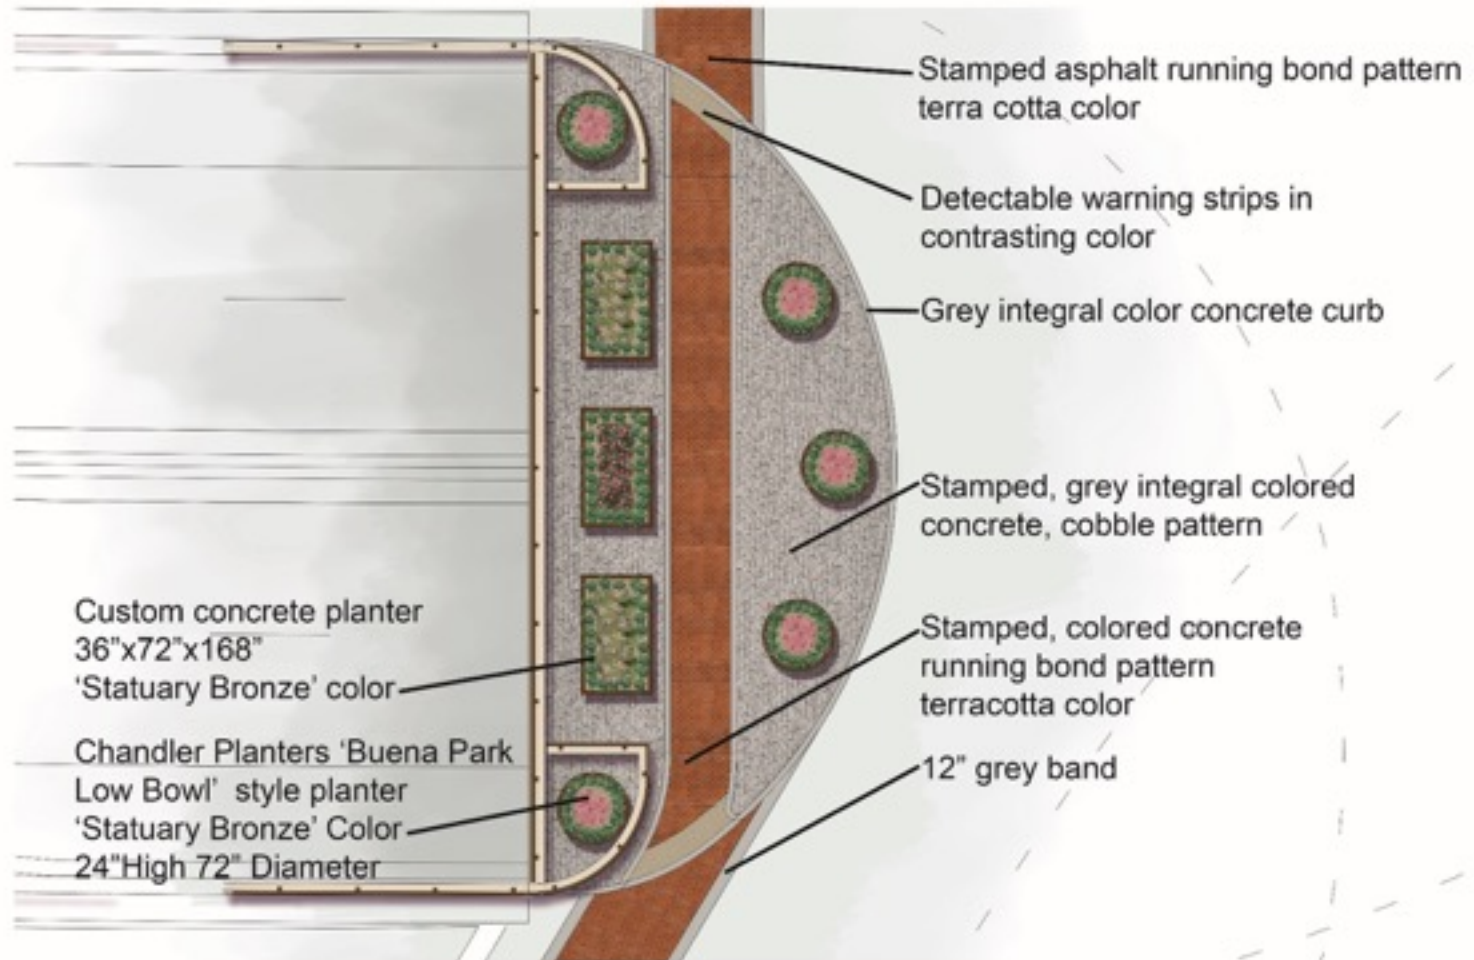 Stamped asphalt running bond pattern
terra cotta color
Detectable warning strips in
contrasting color
Grey integral color concrete curb
Stamped, grey integral colored
concrete, cobble pattern
Stamped, colored concrete
running bond pattern
terracotta color
12” grey band
Custom concrete planter
36”x72”x168”
‘Statuary Bronze’ color
Chandler Planters ‘Buena Park
Low Bowl’ style planter
‘Statuary Bronze’ Color
24"High 72” Diameter